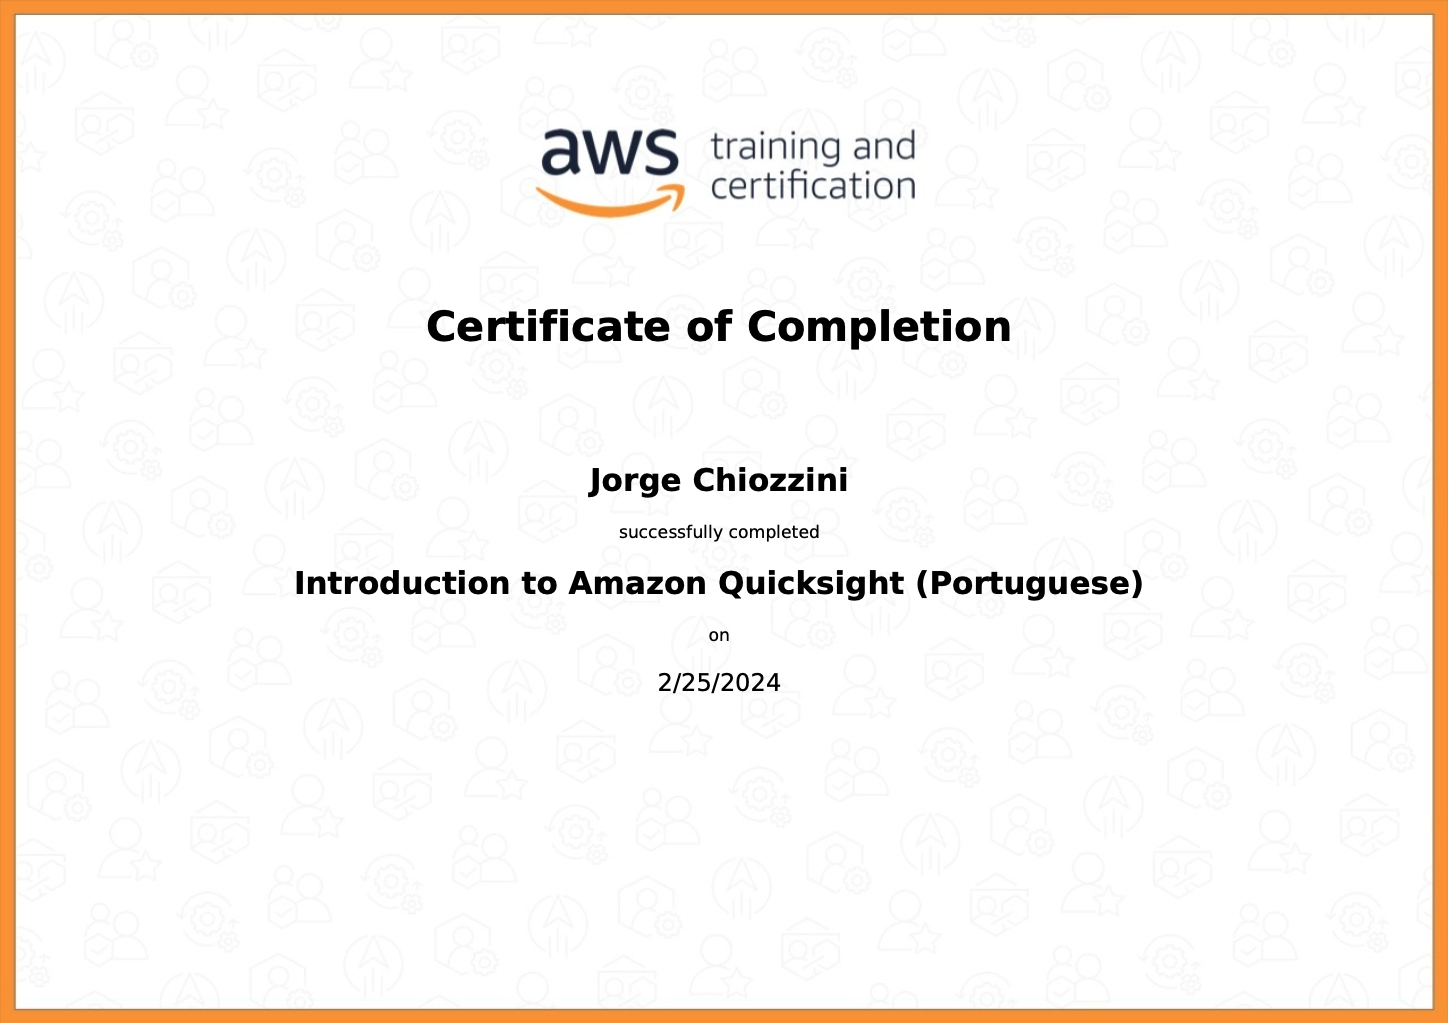 aws training and
certification
Certificate of Completion
Jorge Chiozzini
successfully completed
Introduction to Amazon Quicksight (Portuguese)
on
2/25/2024